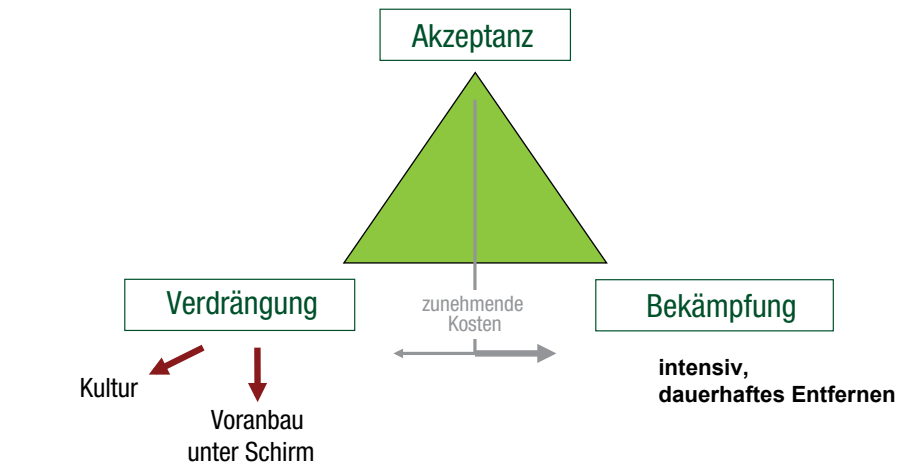 Akzeptanz
Verdrängung
zunehmende
Kosten
Bekämpfung
Kultur
Voranbau
unter Schirm
intensiv,
dauerhaftes Entfernen